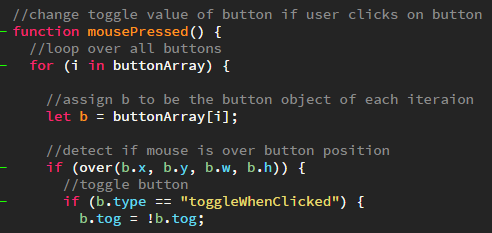 //change toggle value of button if user clicks on button
function mousePressed() {
//loop over all buttons
for (i in buttonArray) {
//assign b to be the button object of each iteraion
let b = buttonArray[i];
//detect if mouse is over button position
if (over(b.x, b.y, b.w, b.h)) {
//toggle button
if (b.type == "toggleWhenClicked") {
b.tog = !b.tog;